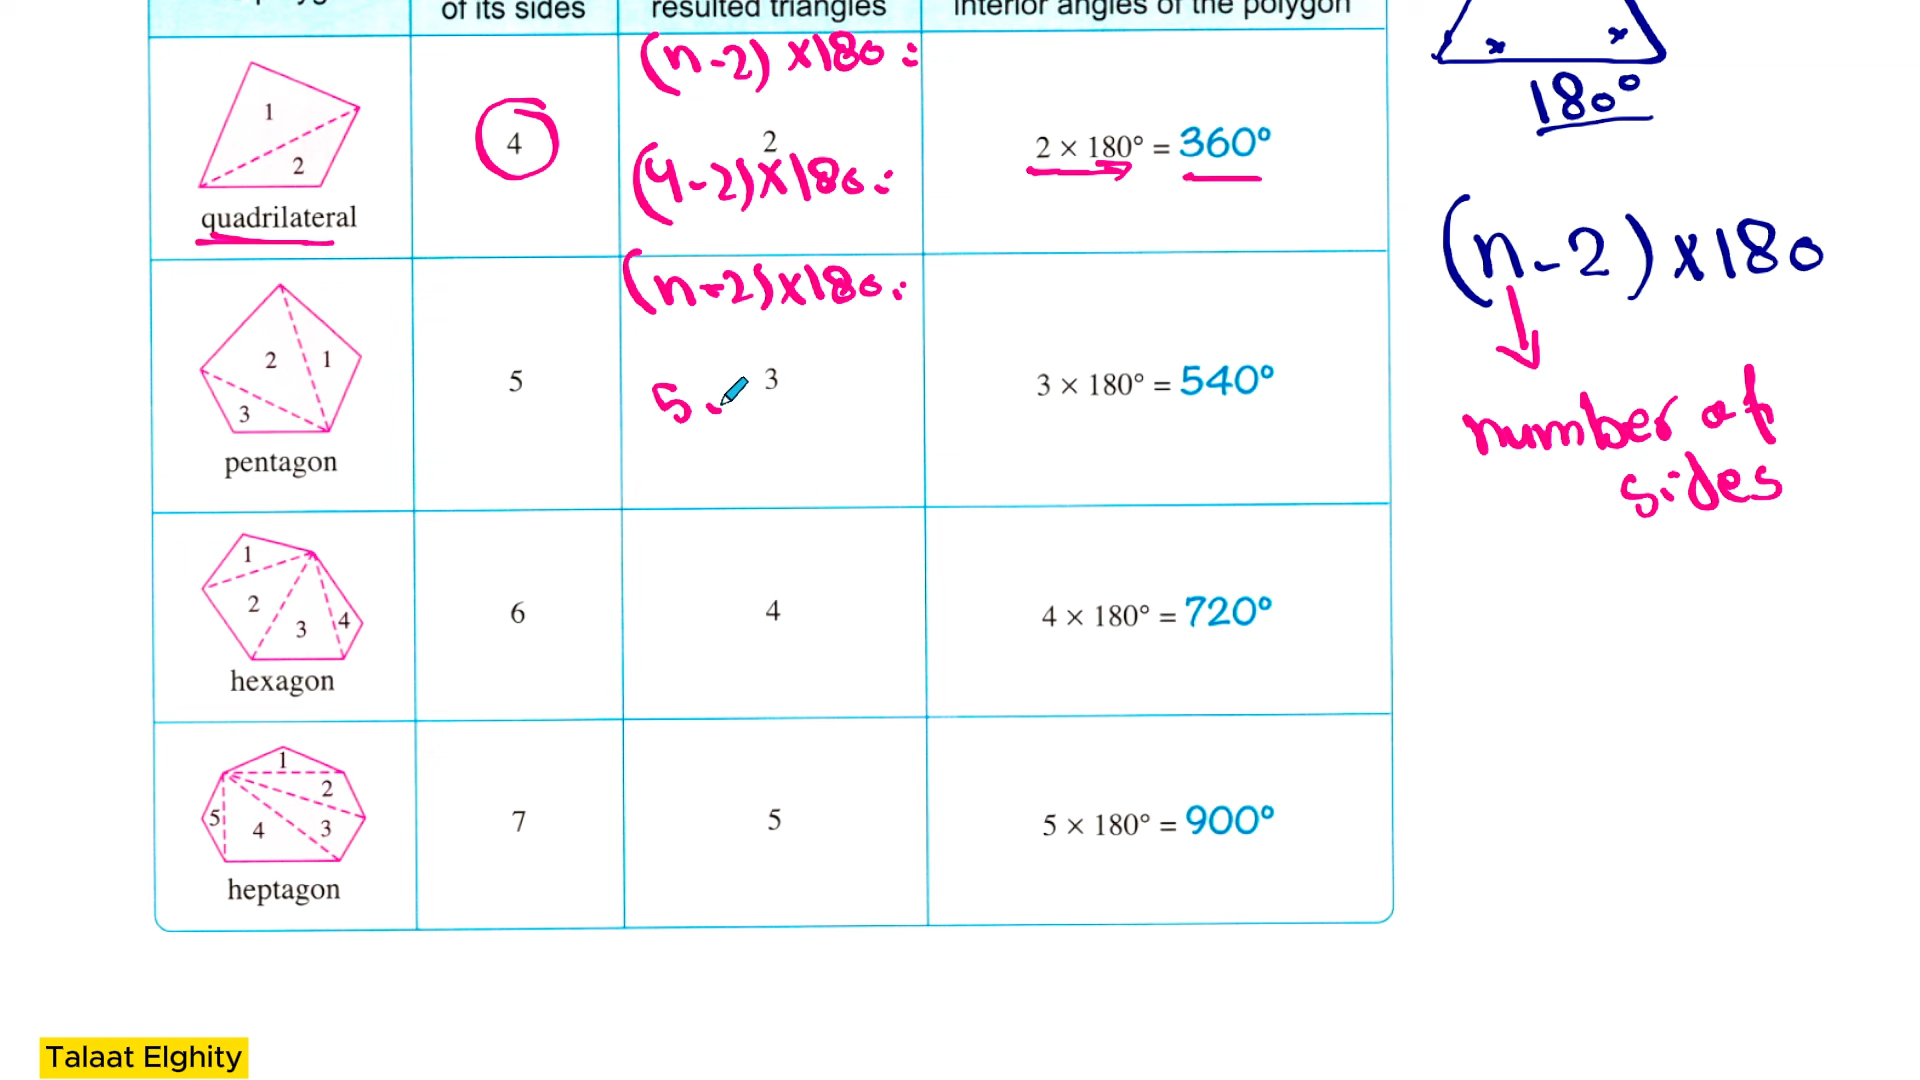 of its sides
resulted triangles
interior angles of the polygon
(n-2) x180=
1
2
quadrilateral
4
2
(4-2)x180=
2 × 180° = 360°
(n-2)x180=
2
1
3
pentagon
5
5-
3
3 × 180° = 540°
1
2
3
4
hexagon
6
4
4 × 180° = 720°
1
2
3
4
5
heptagon
7
5
5 × 180° = 900°
x x
180°
(n-2)x180
number of
sides
Talaat Elghity